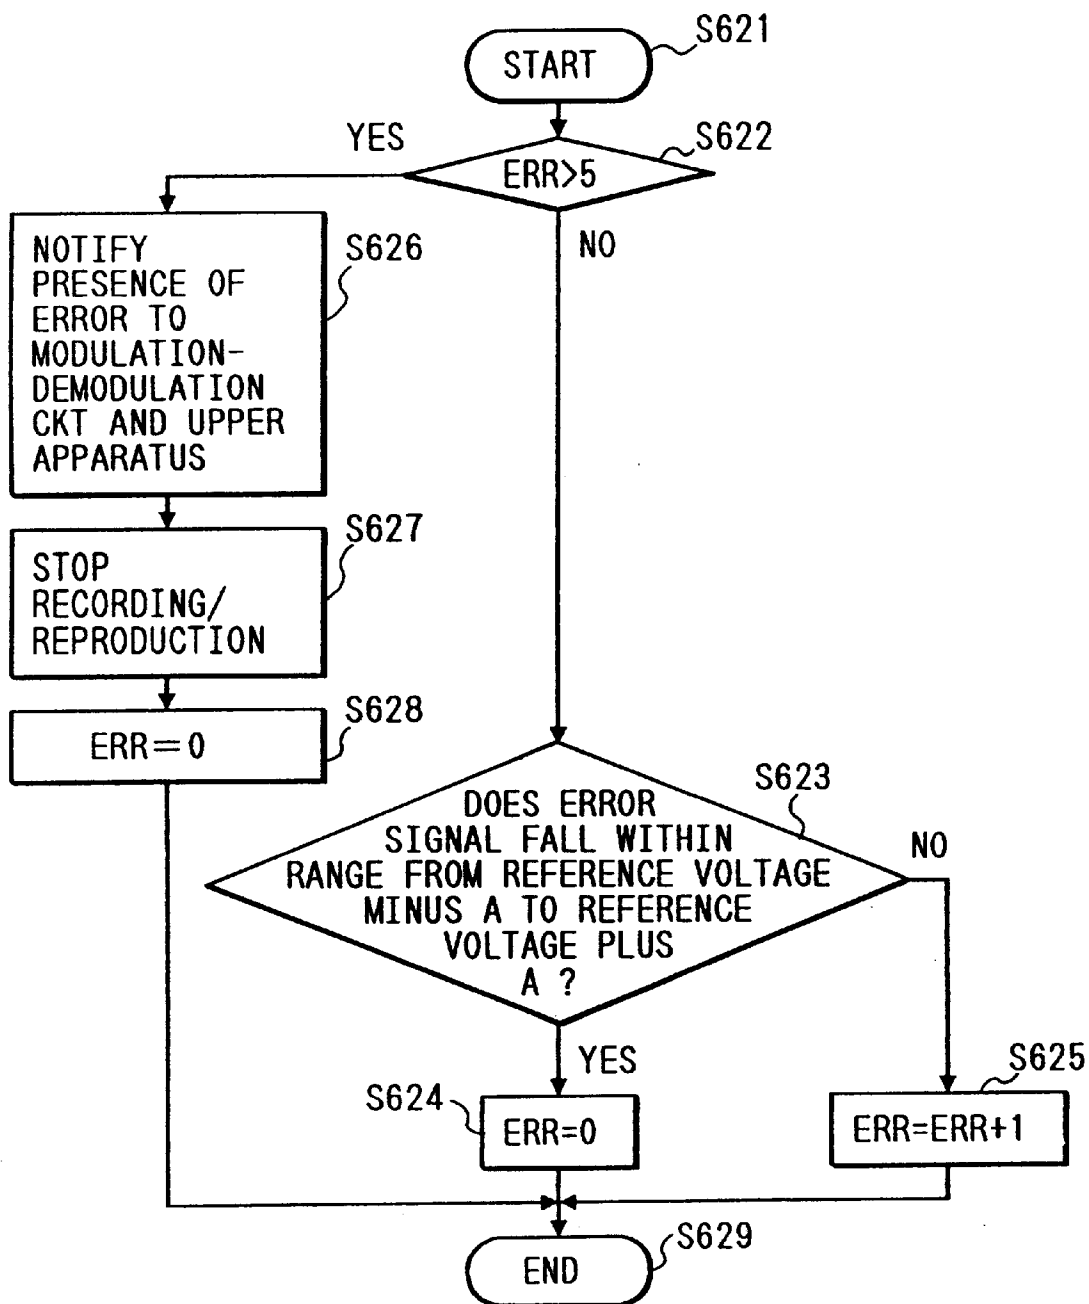 S621
START
S622
YES
ERR>5
NO
S626
NOTIFY
PRESENCE OF
ERROR TO
MODULATION-
DEMODULATION
CKT AND UPPER
APPARATUS
S627
STOP
RECORDING/
REPRODUCTION
S628
ERR=0
S623
DOES ERROR
SIGNAL FALL WITHIN
RANGE FROM REFERENCE VOLTAGE
MINUS A TO REFERENCE
VOLTAGE PLUS
A ?
NO
YES
S624
ERR=0
S625
ERR=ERR+1
S629
END